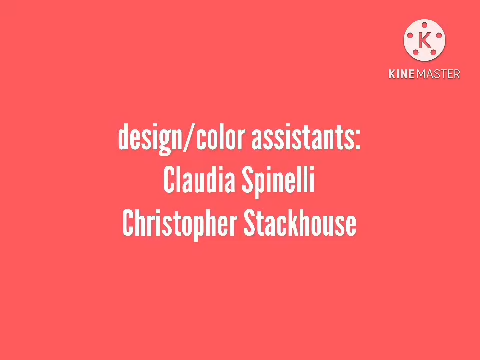 K
KINEMASTER
design/color assistants:
Claudia Spinelli
Christopher Stackhouse